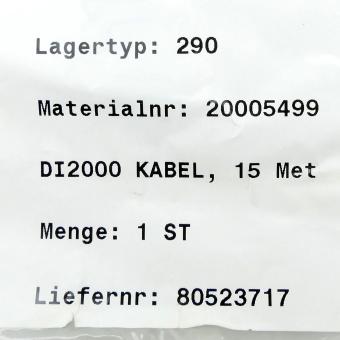 Lagertyp: 290
Materialnr: 20005499
DI2000 KABEL, 15 Met
Menge: 1 ST
Liefernr: 80523717